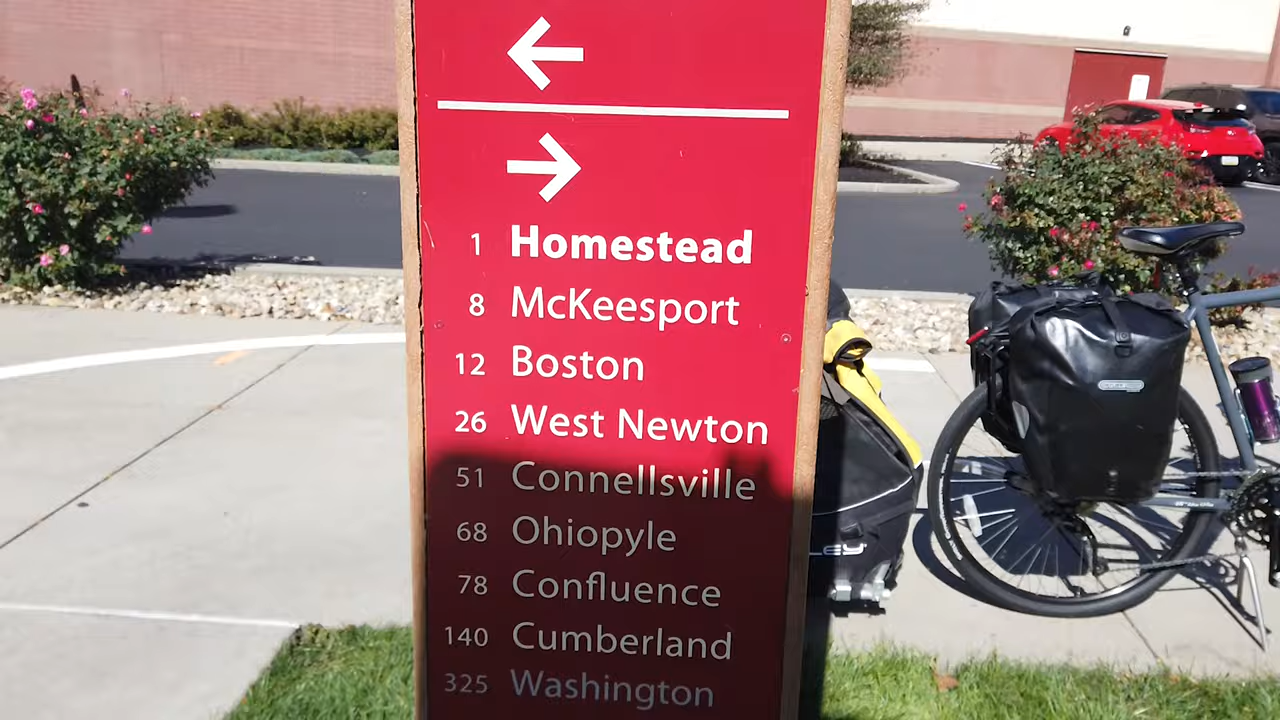 1 Homestead
8 McKeesport
12 Boston
26 West Newton
51 Connellsville
68 Ohiopyle
78 Confluence
140 Cumberland
325 Washington
LEY